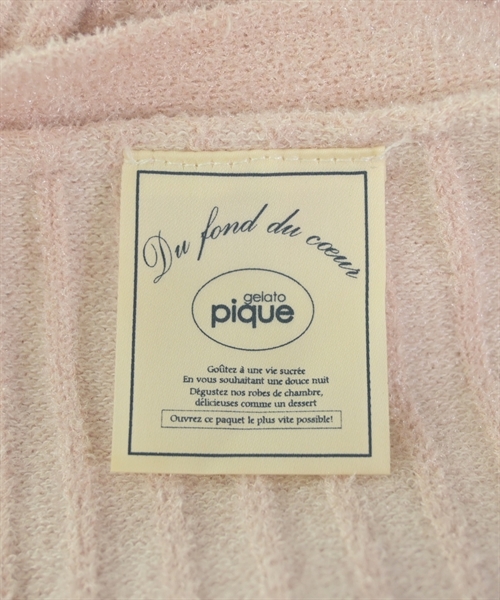 Du fond du cœur
gelato
pique
Goûtez à une vie sucrée
En vous souhaitant une douce nuit
Dégustez nos robes de chambre,
délicieuses comme un dessert
Ouvrez ce paquet le plus vite possible!